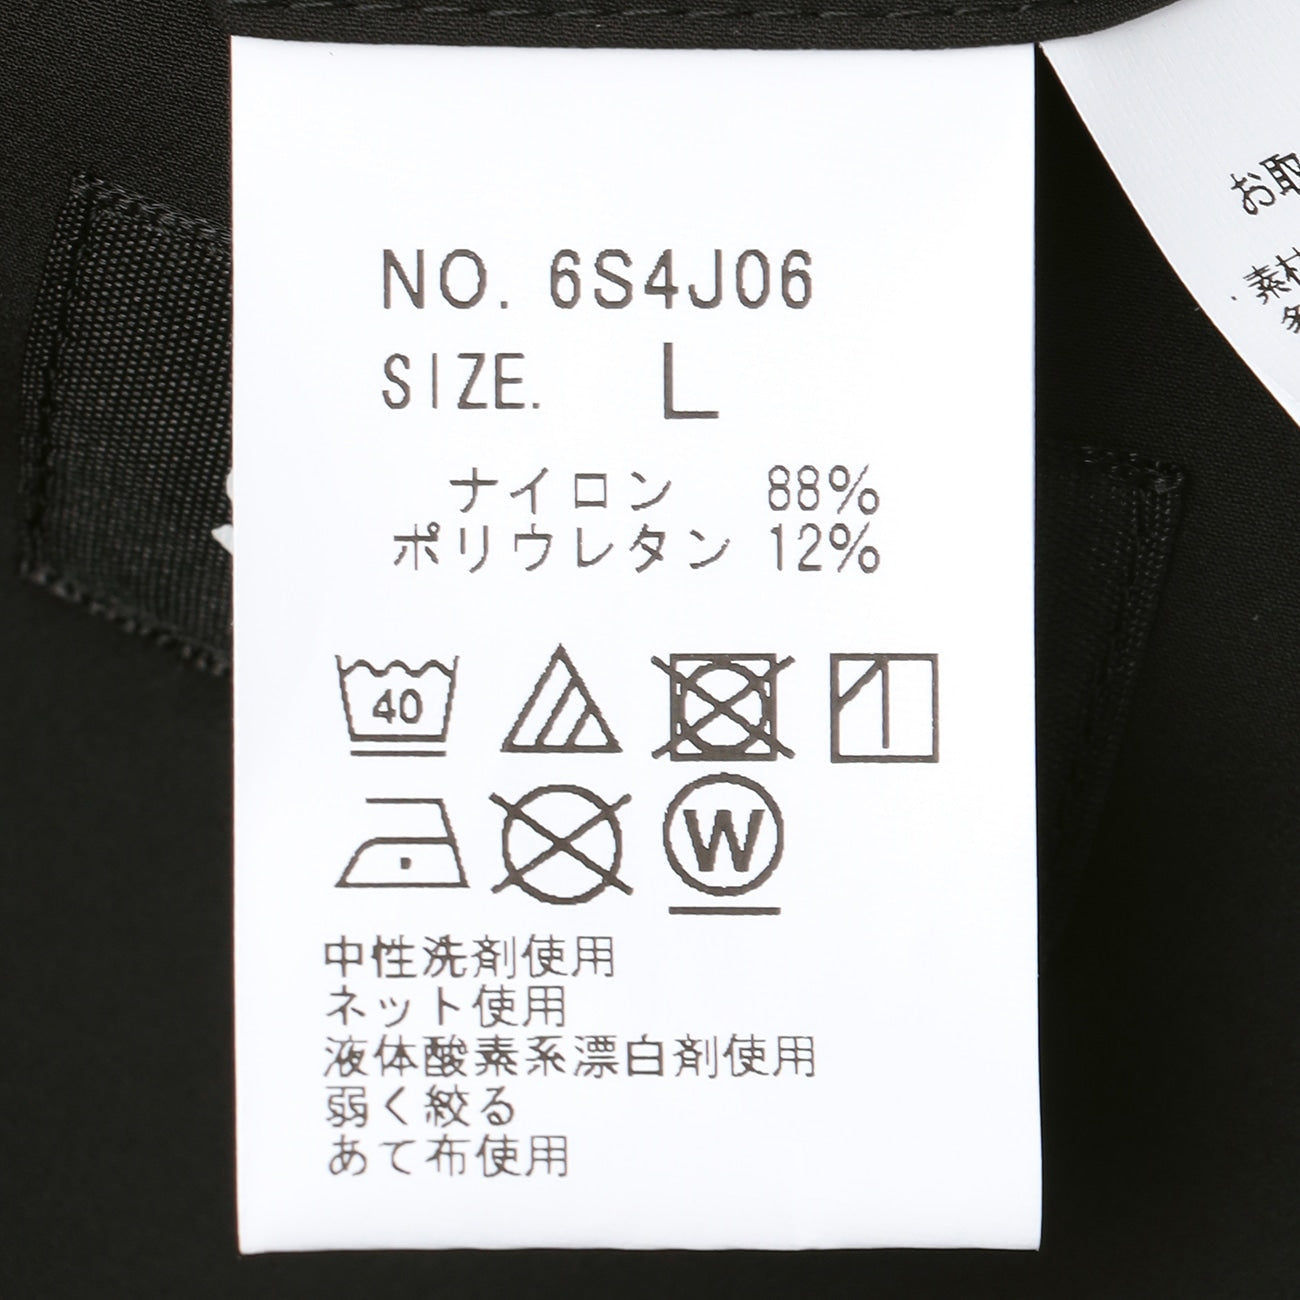 NO. 6S4J06
SIZE. L
ナイロン 88%
ポリウレタン 12%
40
W
中性洗剤使用
ネット使用
液体酸素系漂白剤使用
弱く絞る
あて布使用
お取
・素材